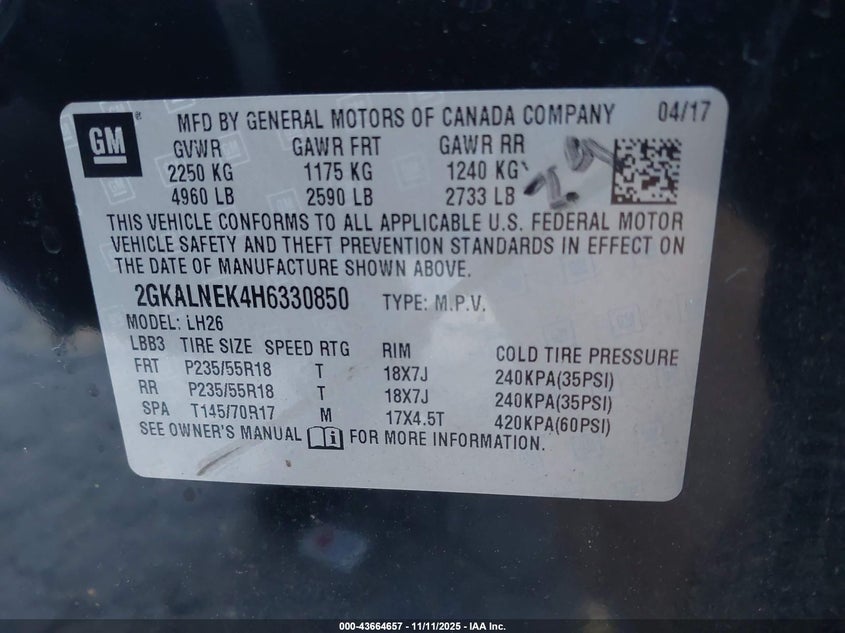 GM ® MFD BY GENERAL MOTORS OF CANADA COMPANY 04/17
GVWR GAWR FRT GAWR RR
2250 KG 1175 KG 1240 KG
4960 LB 2590 LB 2733 LB
THIS VEHICLE CONFORMS TO ALL APPLICABLE U.S. FEDERAL MOTOR
VEHICLE SAFETY AND THEFT PREVENTION STANDARDS IN EFFECT ON
THE DATE OF MANUFACTURE SHOWN ABOVE.
2GKALNEK4H6330850 TYPE: M.P.V.
MODEL: LH26
LBB3 TIRE SIZE SPEED RTG RIM COLD TIRE PRESSURE
FRT P235/55R18 T 18X7J 240KPA(35PSI)
RR P235/55R18 T 18X7J 240KPA(35PSI)
SPA T145/70R17 M 17X4.5T 420KPA(60PSI)
SEE OWNER'S MANUAL FOR MORE INFORMATION.
000-43664657 - 11/11/2025 - IAA Inc.